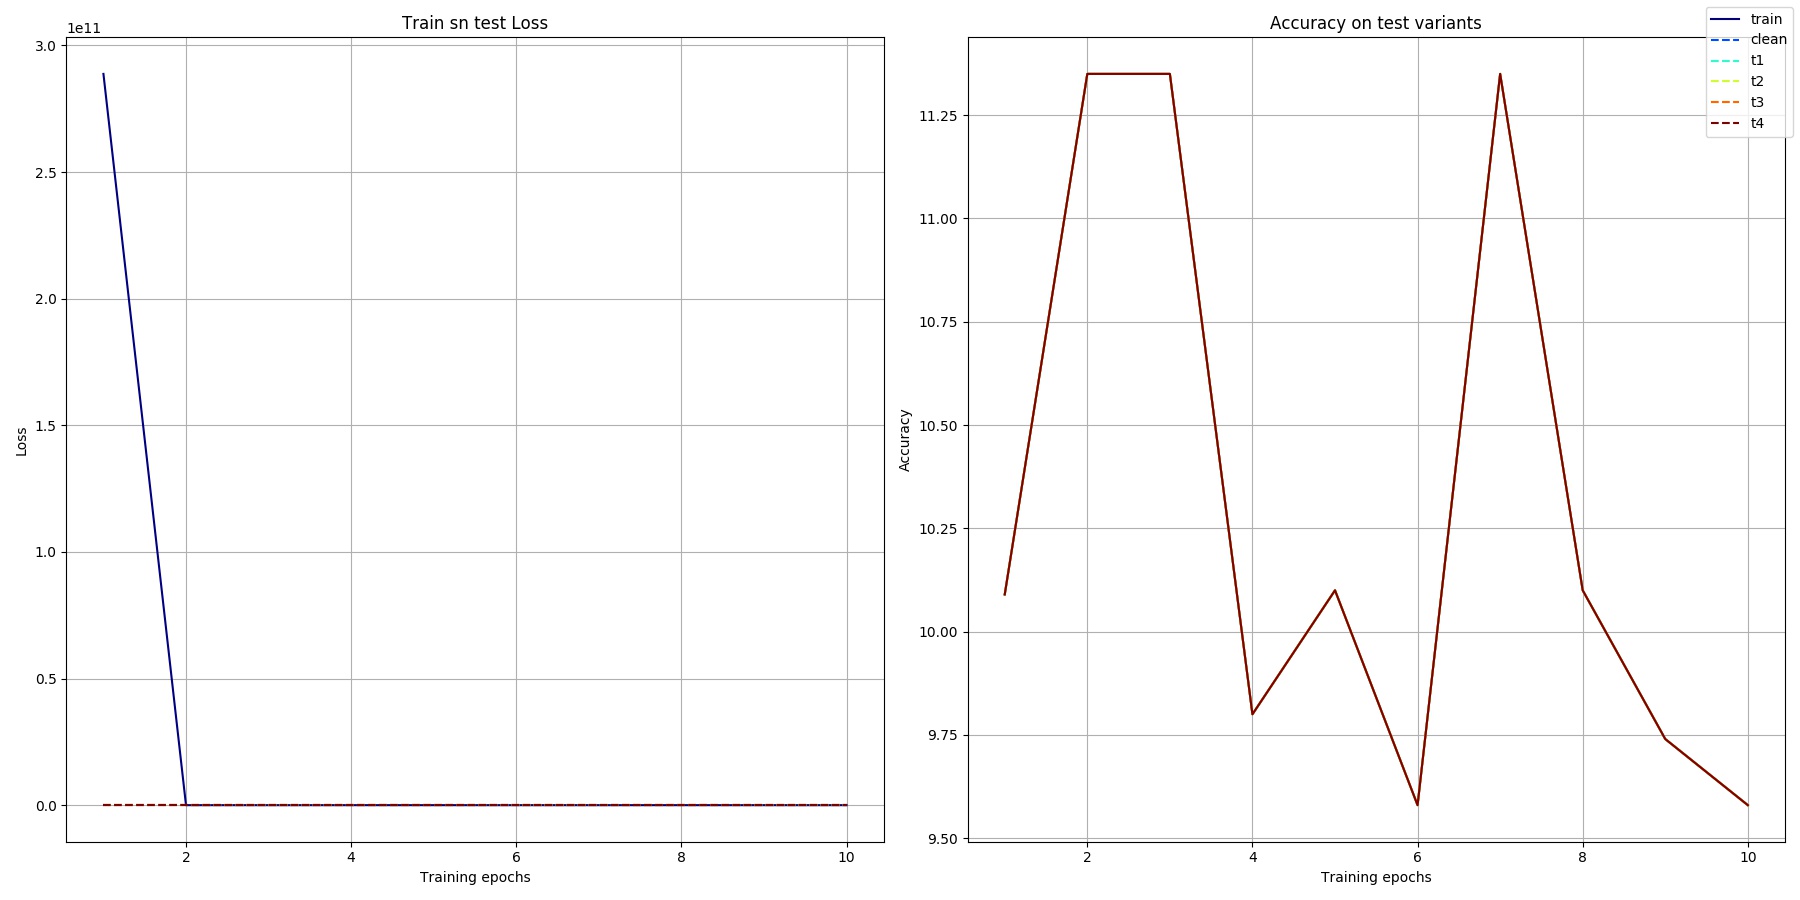 Train sn test Loss
1e11
3.0
2.5
2.0
1.5
1.0
0.5
0.0
Loss
2 4 6 8 10
Training epochs
Accuracy on test variants
11.25
11.00
10.75
10.50
10.25
10.00
9.75
9.50
Accuracy
2 4 6 8 10
Training epochs
train
clean
t1
t2
t3
t4